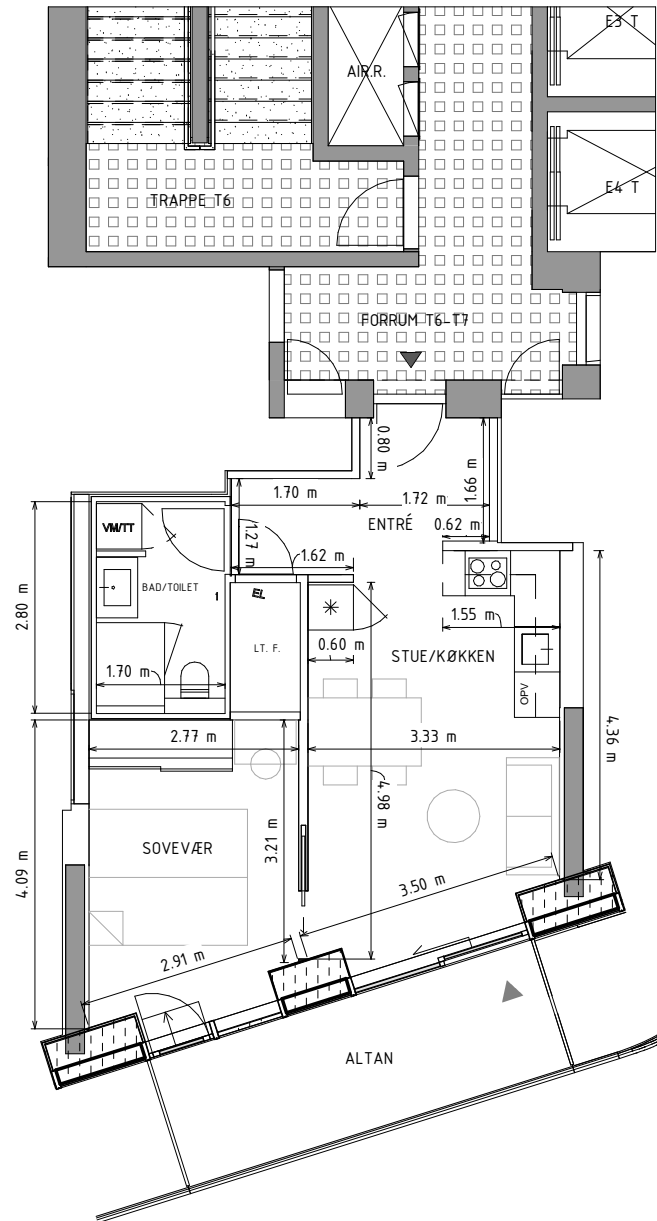 E3 T
AIR.R.
E4 T
TRAPPE T6
FORRUM T6-T7
0.80 m
1.66 m
1.70 m
1.72 m
ENTRÉ
0.62 m
VM/TT
1.27 m
1.62 m
BAD/TOILET
1
EL
2.80 m
LT. F.
0.60 m
1.55 m
STUE/KØKKEN
1.70 m
OPV
2.77 m
3.33 m
4.36 m
4.98 m
3.21 m
SOVEVÆR
4.09 m
3.50 m
2.91 m
ALTAN